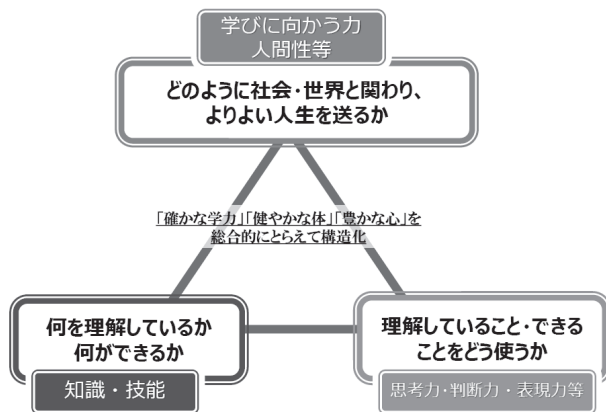 学びに向かう力
人間性等
どのように社会・世界と関わり、
よりよい人生を送るか
「確かな学力」「健やかな体」「豊かな心」を
総合的にとらえて構造化
何を理解しているか
何ができるか
知識・技能
理解していること・できる
ことをどう使うか
思考力・判断力・表現力等